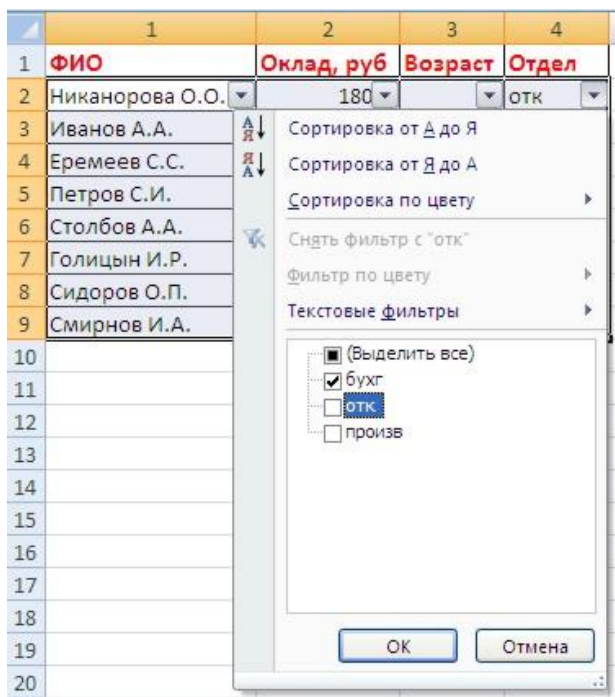 1 2 3 4
1 ФИО Оклад, руб Возраст Отдел
2 Никанорова О.О. 180 отк
3 Иванов А.А.
4 Еремеев С.С.
5 Петров С.И.
6 Столбов А.А.
7 Голицын И.Р.
8 Сидоров О.П.
9 Смирнов И.А.
10
11
12
13
14
15
16
17
18
19
20
Сортировка от А до Я
Сортировка от Я до А
Сортировка по цвету
Снять фильтр с "отк"
Фильтр по цвету
Текстовые фильтры
(Выделить все)
бухг
отк
произв
ОК Отмена